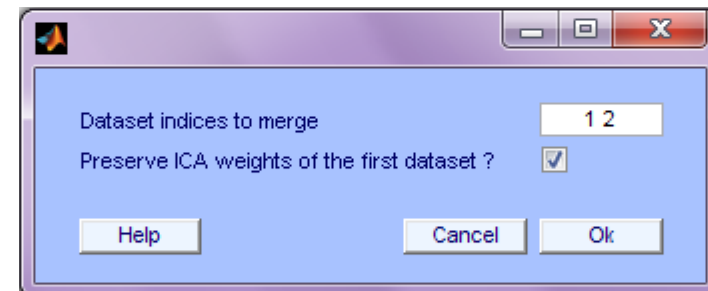 Dataset indices to merge 1 2
Preserve ICA weights of the first dataset ?
Help Cancel Ok